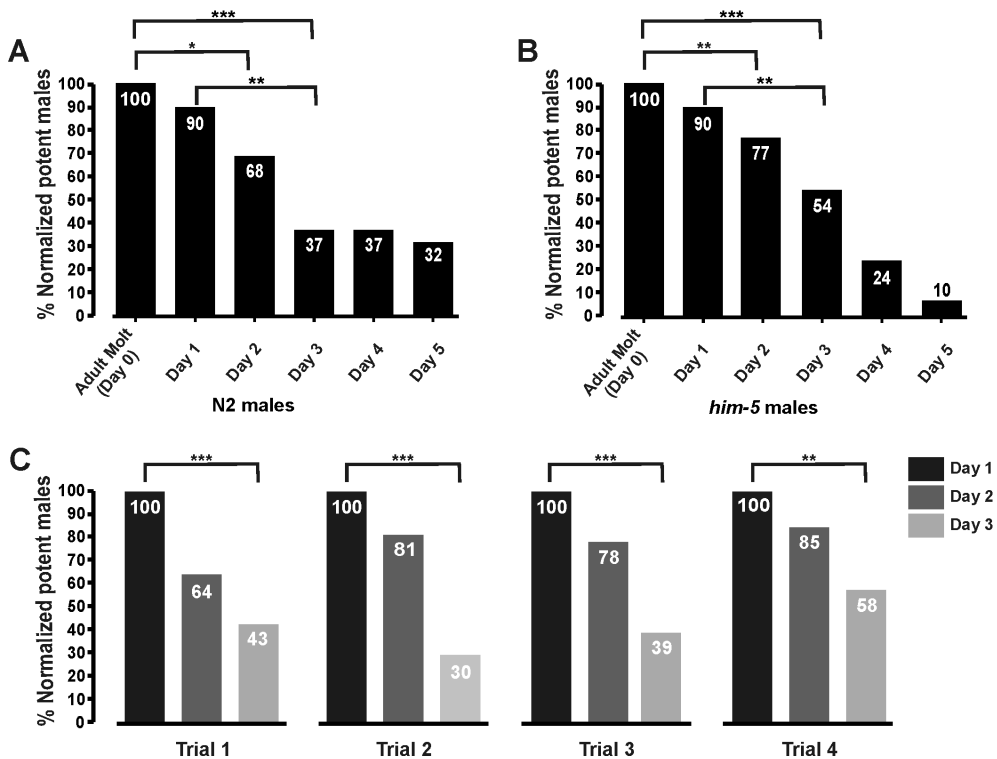 A
***
*
**
% Normalized potent males
100
90
80
70
60
50
40
30
20
10
0
100
90
68
37
37
32
Adult Molt
(Day 0)
Day 1
Day 2
Day 3
Day 4
Day 5
N2 males
B
***
**
**
% Normalized potent males
100
90
80
70
60
50
40
30
20
10
0
100
90
77
54
24
10
Adult Molt
(Day 0)
Day 1
Day 2
Day 3
Day 4
Day 5
him-5 males
C
% Normalized potent males
100
90
80
70
60
50
40
30
20
10
0
***
100
64
43
Trial 1
***
100
81
30
Trial 2
***
100
78
39
Trial 3
**
100
85
58
Trial 4
Day 1
Day 2
Day 3